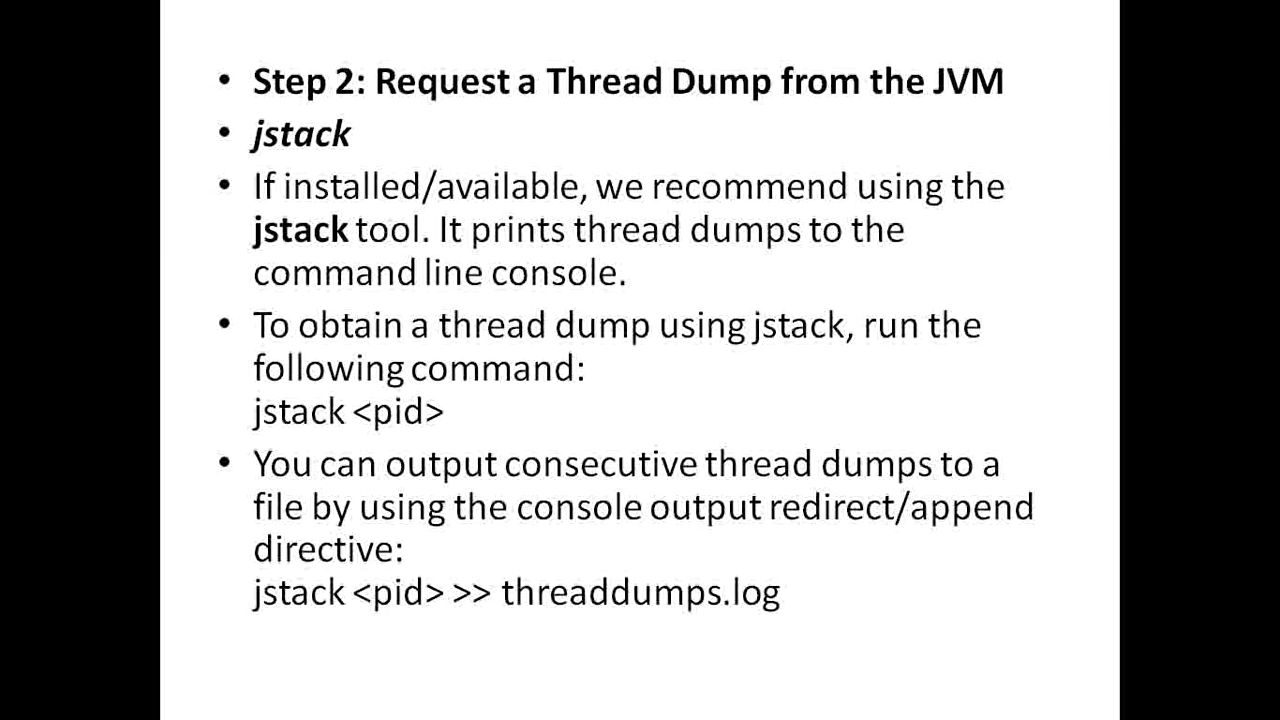 • Step 2: Request a Thread Dump from the JVM
• jstack
• If installed/available, we recommend using the
jstack tool. It prints thread dumps to the
command line console.
• To obtain a thread dump using jstack, run the
following command:
jstack <pid>
• You can output consecutive thread dumps to a
file by using the console output redirect/append
directive:
jstack <pid> >> threaddumps.log